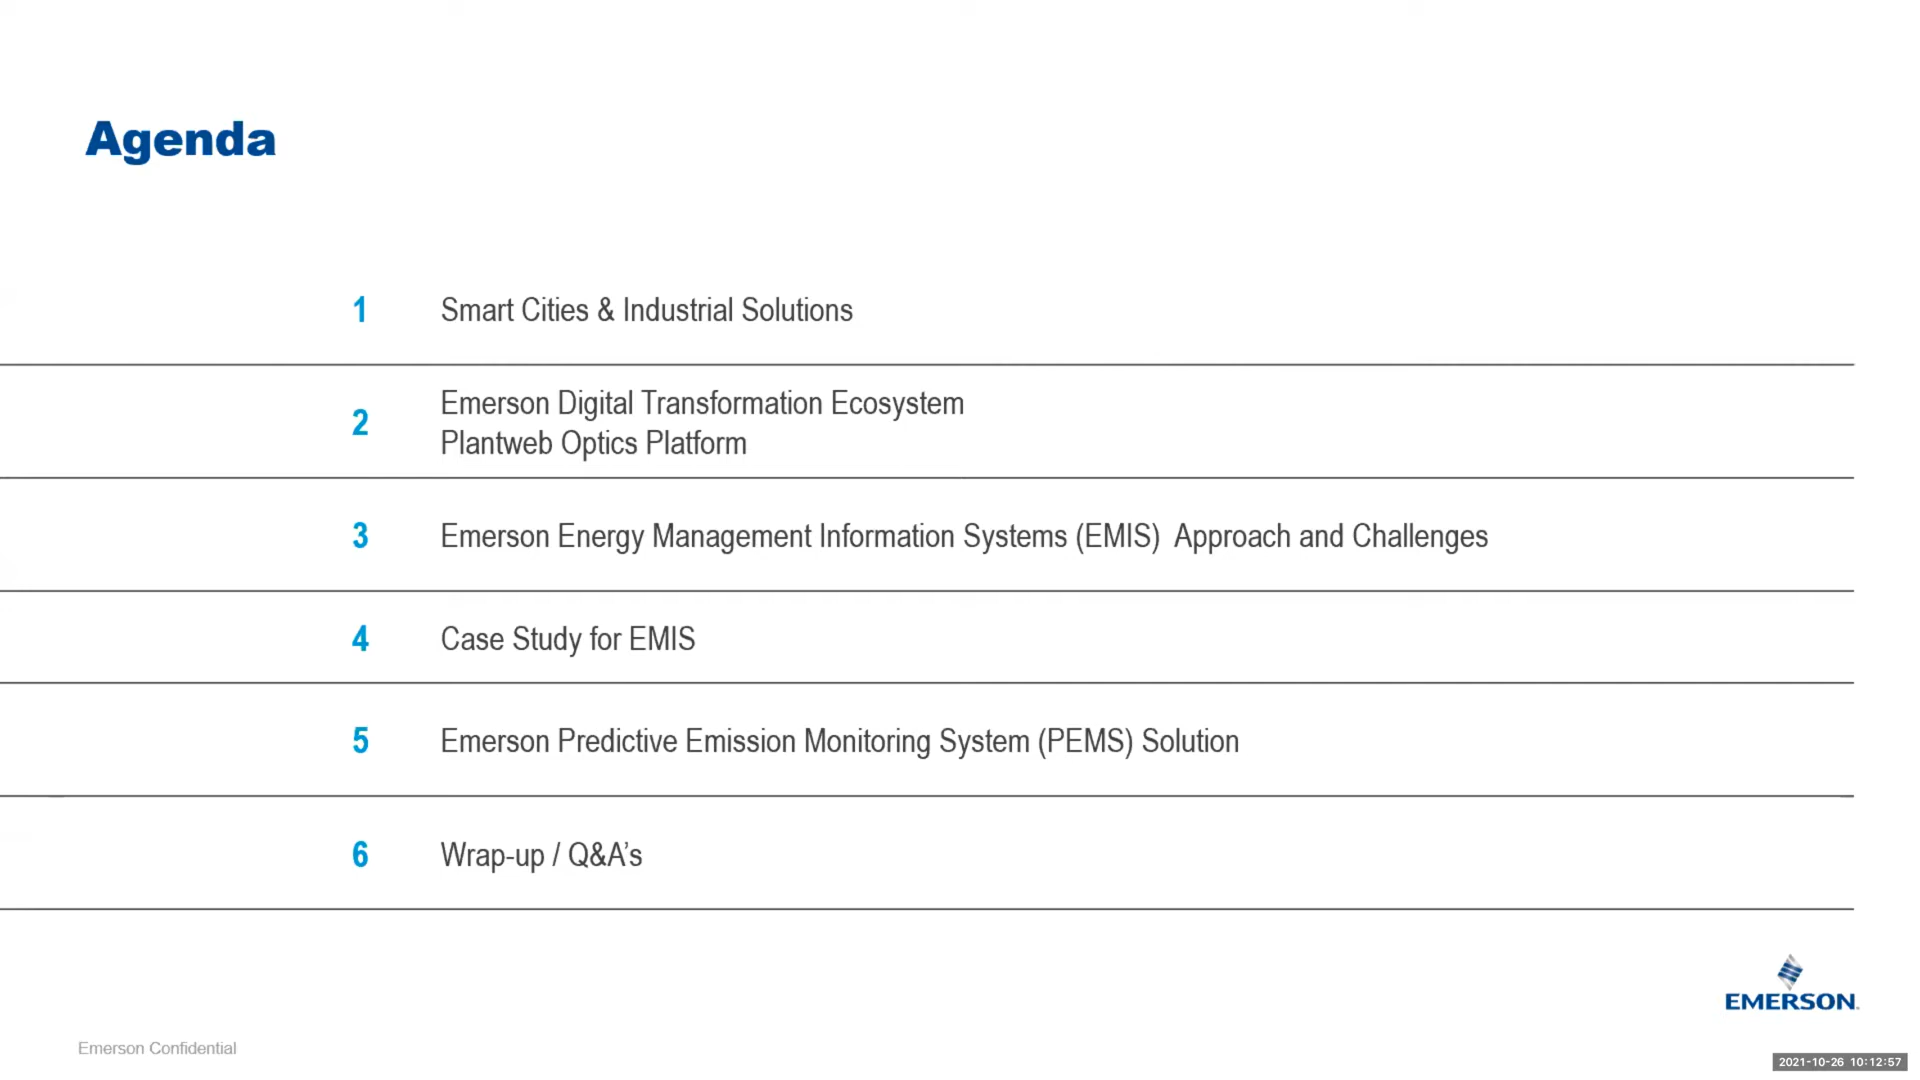 Agenda
1 Smart Cities & Industrial Solutions
2 Emerson Digital Transformation Ecosystem
Plantweb Optics Platform
3 Emerson Energy Management Information Systems (EMIS)  Approach and Challenges
4 Case Study for EMIS
5 Emerson Predictive Emission Monitoring System (PEMS) Solution
6 Wrap-up / Q&A’s
EMERSON
Emerson Confidential
2021-10-26 10:12:57